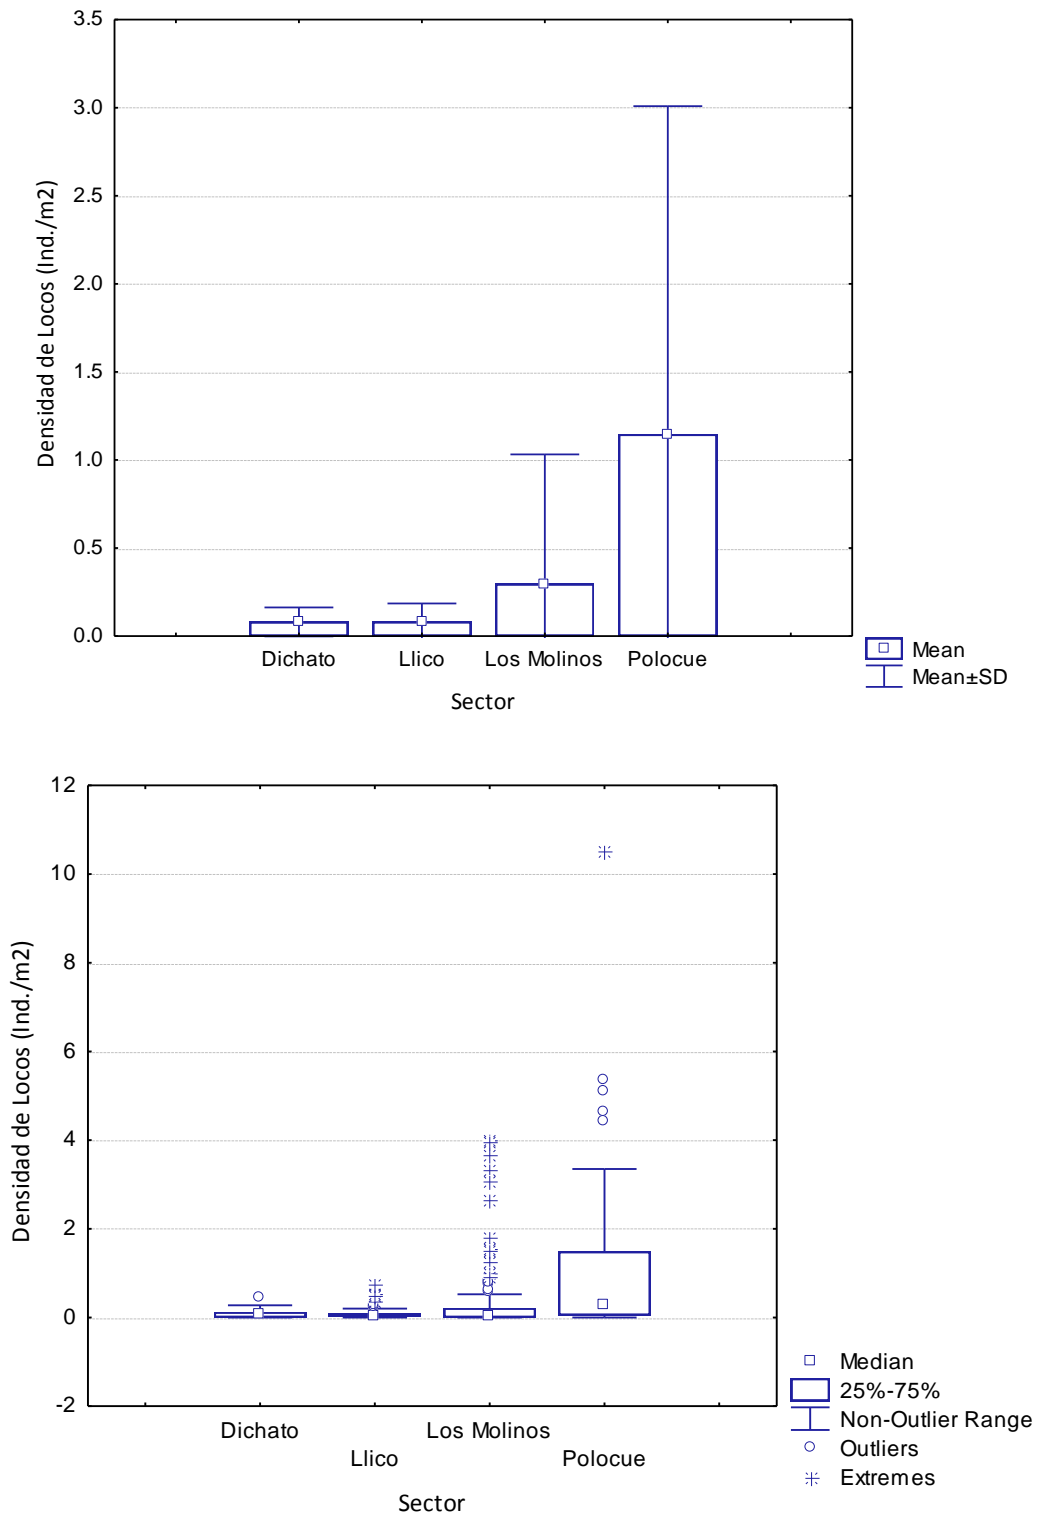 3.5
3.0
2.5
2.0
1.5
1.0
0.5
0.0
Densidad de Locos (Ind./m2)
Dichato Llico Los Molinos Polocue
Sector
Mean
Mean±SD
12
10
8
6
4
2
0
-2
Densidad de Locos (Ind./m2)
Dichato Los Molinos
Llico Polocue
Sector
Median
25%-75%
Non-Outlier Range
Outliers
Extremes